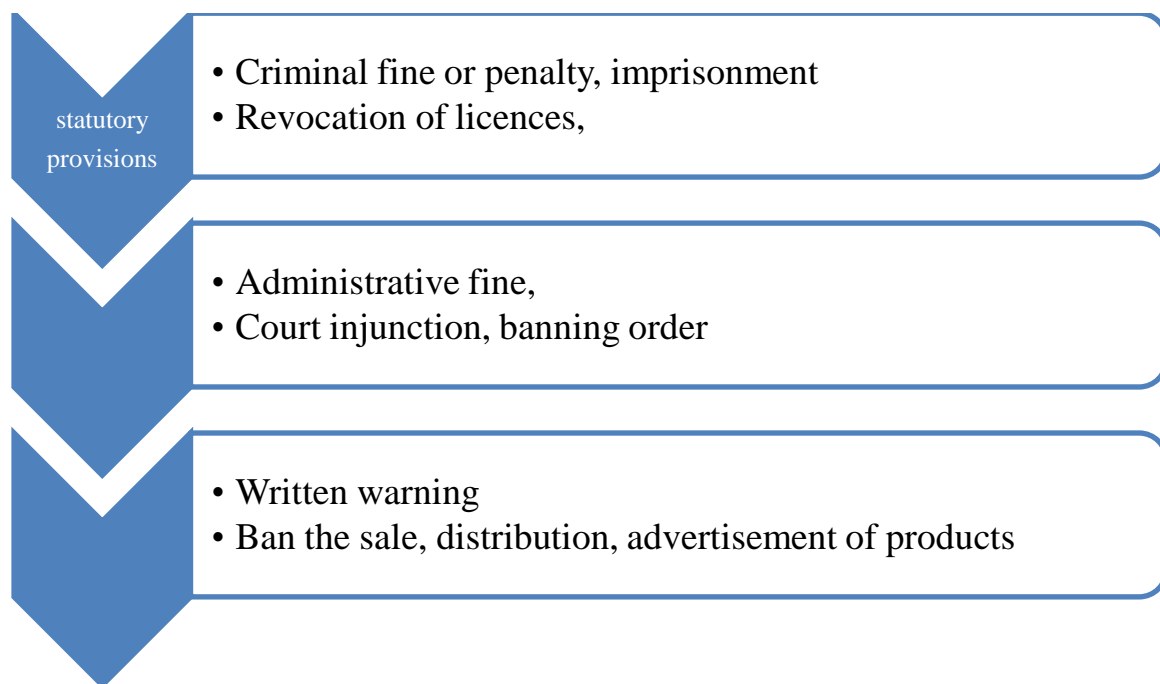 statutory
provisions
• Criminal fine or penalty, imprisonment
• Revocation of licences,
• Administrative fine,
• Court injunction, banning order
• Written warning
• Ban the sale, distribution, advertisement of products